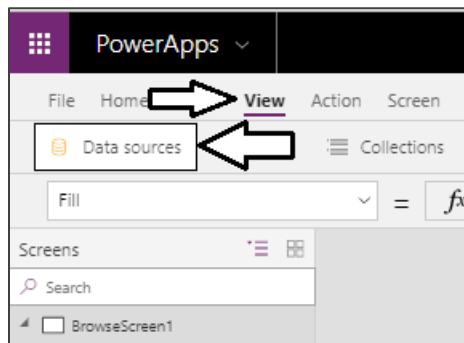 PowerApps
File Home View Action Screen
Data sources Collections
Fill = fx
Screens
Search
BrowseScreen1